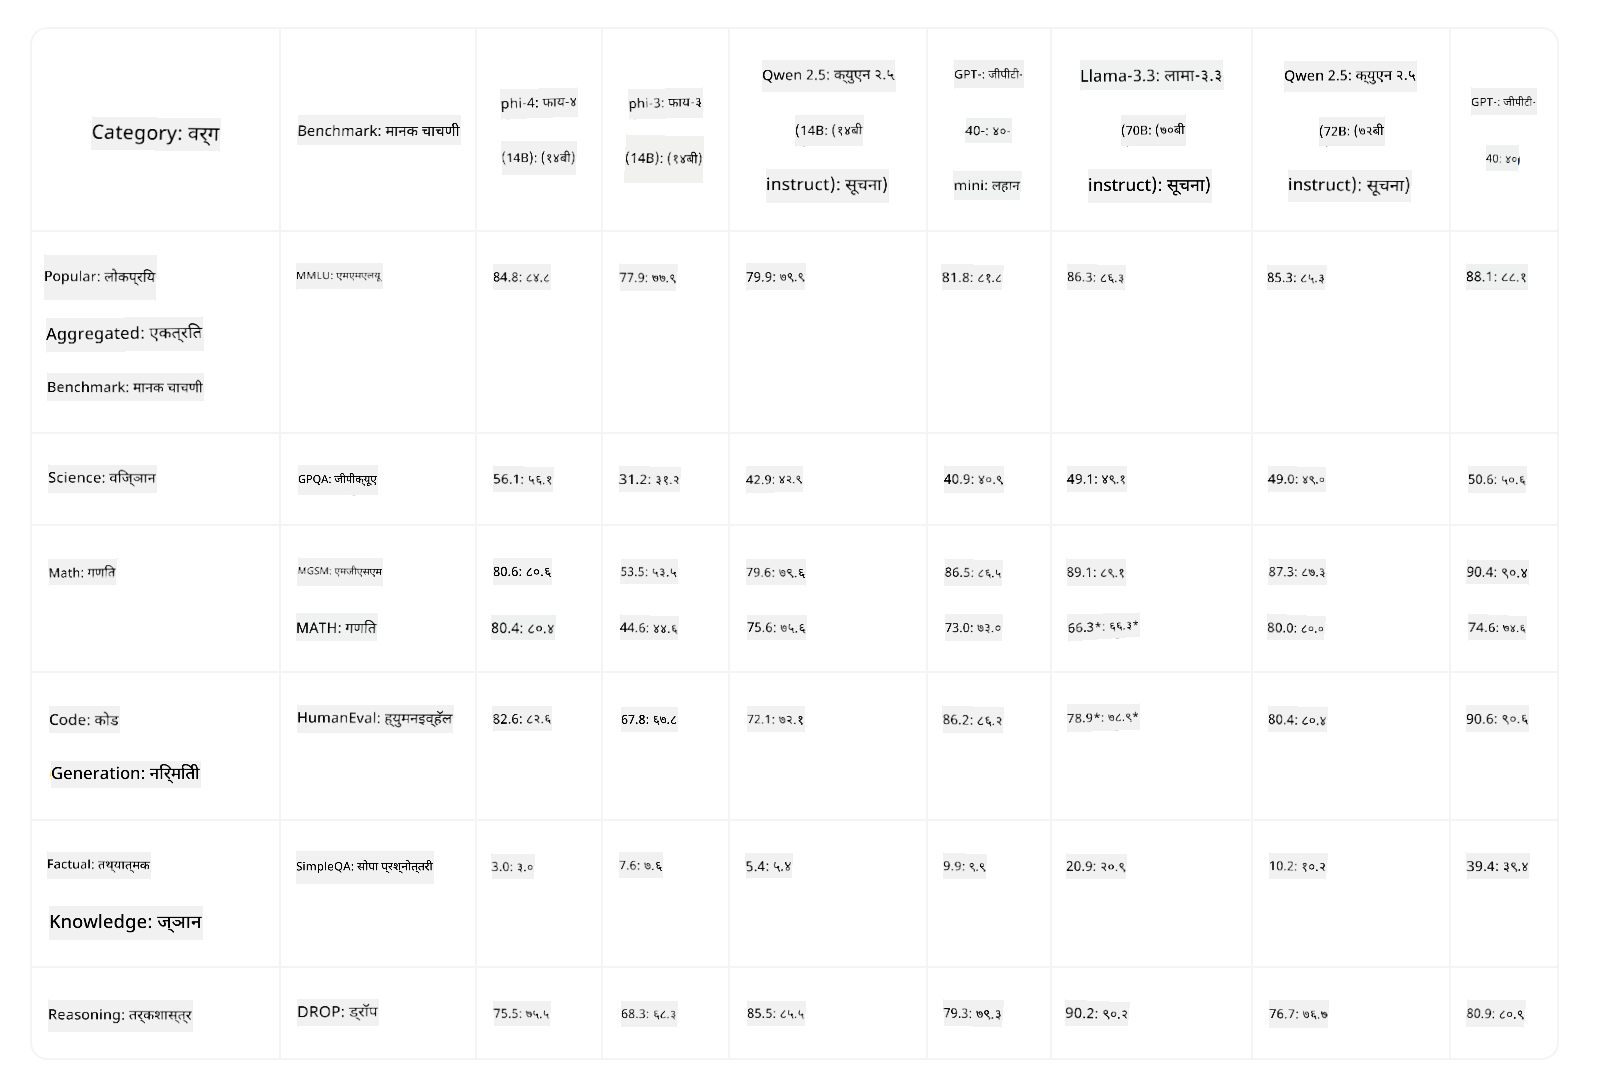 Category: वर्ग
Benchmark: मानक चाचणी
phi-4: फाय-४
(14B): (१४बी)
phi-3: फाय-३
(14B): (१४बी)
Qwen 2.5: क्युएन २.५
(14B: (१४बी
instruct): सूचना)
GPT-: जीपीटी-
40-: ४०-
mini: लहान
Llama-3.3: लामा-३.३
(70B: (७०बी
instruct): सूचना)
Qwen 2.5: क्युएन २.५
(72B: (७२बी
instruct): सूचना)
GPT-: जीपीटी-
40: ४०
Popular: लोकप्रिय
Aggregated: एकत्रित
Benchmark: मानक चाचणी
MMLU: एमएमएलयू
84.8: ८४.८
77.9: ७७.९
79.9: ७९.९
81.8: ८१.८
86.3: ८६.३
85.3: ८५.३
88.1: ८८.१
Science: विज्ञान
GPQA: जीपीक्यूए
56.1: ५६.१
31.2: ३१.२
42.9: ४२.९
40.9: ४०.९
49.1: ४९.१
49.0: ४९.०
50.6: ५०.६
Math: गणित
MGSM: एमजीएसएम
80.6: ८०.६
53.5: ५३.५
79.6: ७९.६
86.5: ८६.५
89.1: ८९.१
87.3: ८७.३
90.4: ९०.४
MATH: गणित
80.4: ८०.४
44.6: ४४.६
75.6: ७५.६
73.0: ७३.०
66.3*: ६६.३*
80.0: ८०.०
74.6: ७४.६
Code: कोड
Generation: निर्मिती
HumanEval: ह्युमनइव्हॅल
82.6: ८२.६
67.8: ६७.८
72.1: ७२.१
86.2: ८६.२
78.9*: ७८.९*
80.4: ८०.४
90.6: ९०.६
Factual: तथ्यात्मक
Knowledge: ज्ञान
SimpleQA: सोपा प्रश्नोत्तरी
3.0: ३.०
7.6: ७.६
5.4: ५.४
9.9: ९.९
20.9: २०.९
10.2: १०.२
39.4: ३९.४
Reasoning: तर्कशास्त्र
DROP: ड्रॉप
75.5: ७५.५
68.3: ६८.३
85.5: ८५.५
79.3: ७९.३
90.2: ९०.२
76.7: ७६.७
80.9: ८०.९